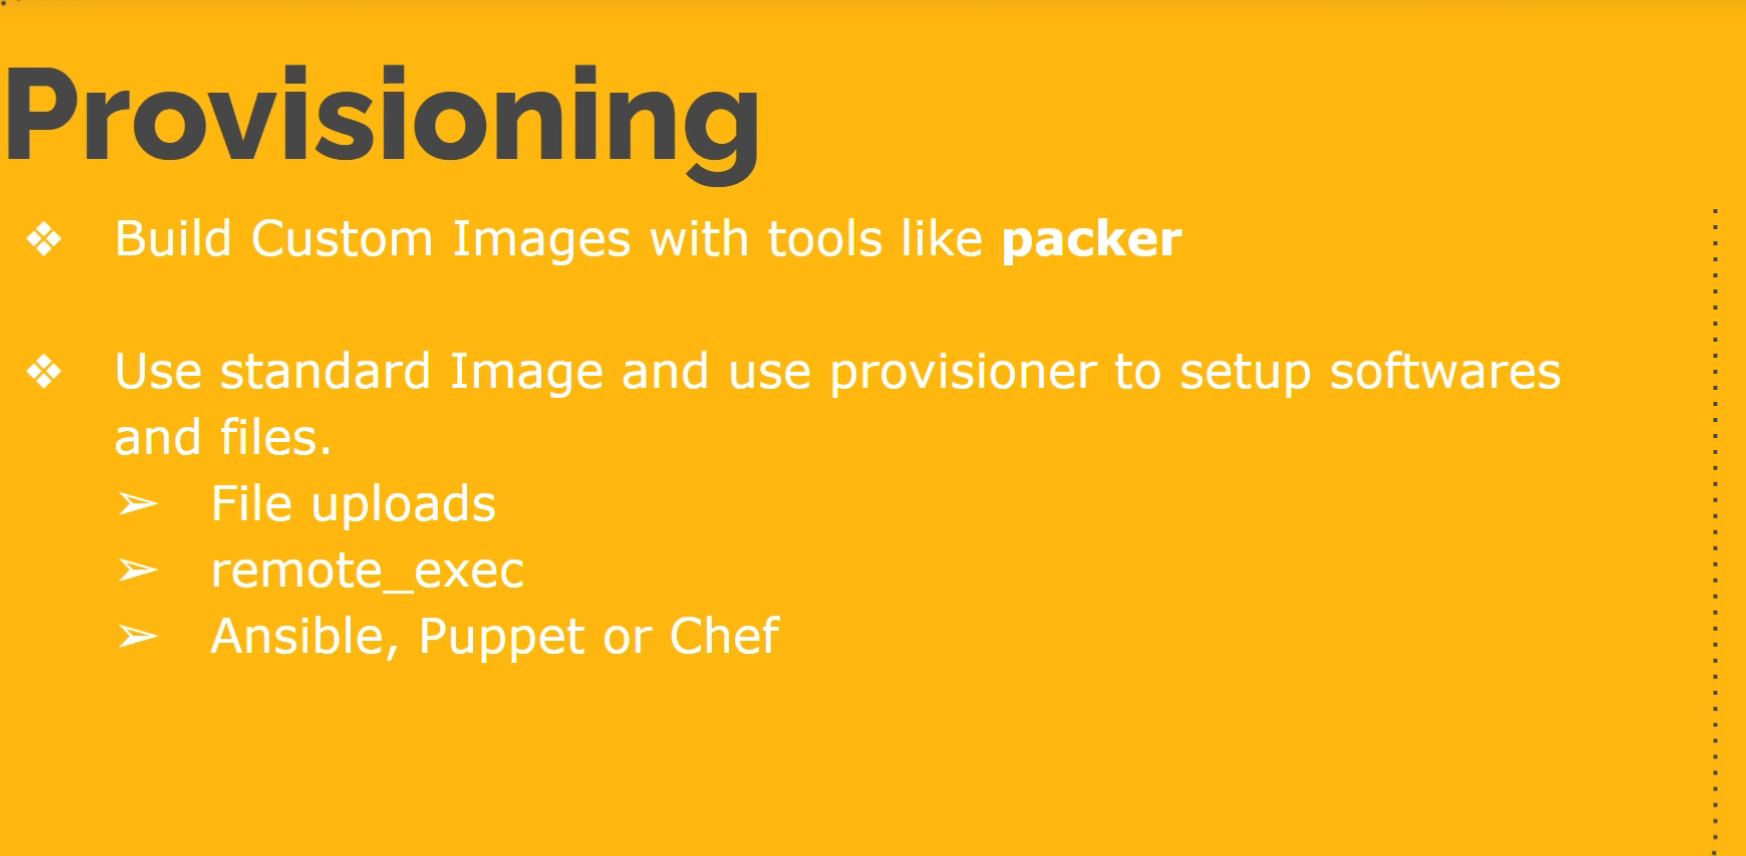 Provisioning
❖ Build Custom Images with tools like packer
❖ Use standard Image and use provisioner to setup softwares
and files.
➢ File uploads
➢ remote_exec
➢ Ansible, Puppet or Chef